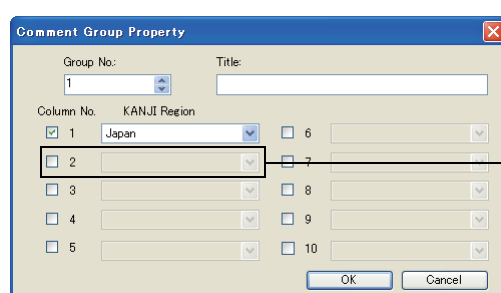 Comment Group Property
Group No.: Title:
1
Column No. KANJI Region
1 Japan 6
2 7
3 8
4 9
5 10
OK Cancel